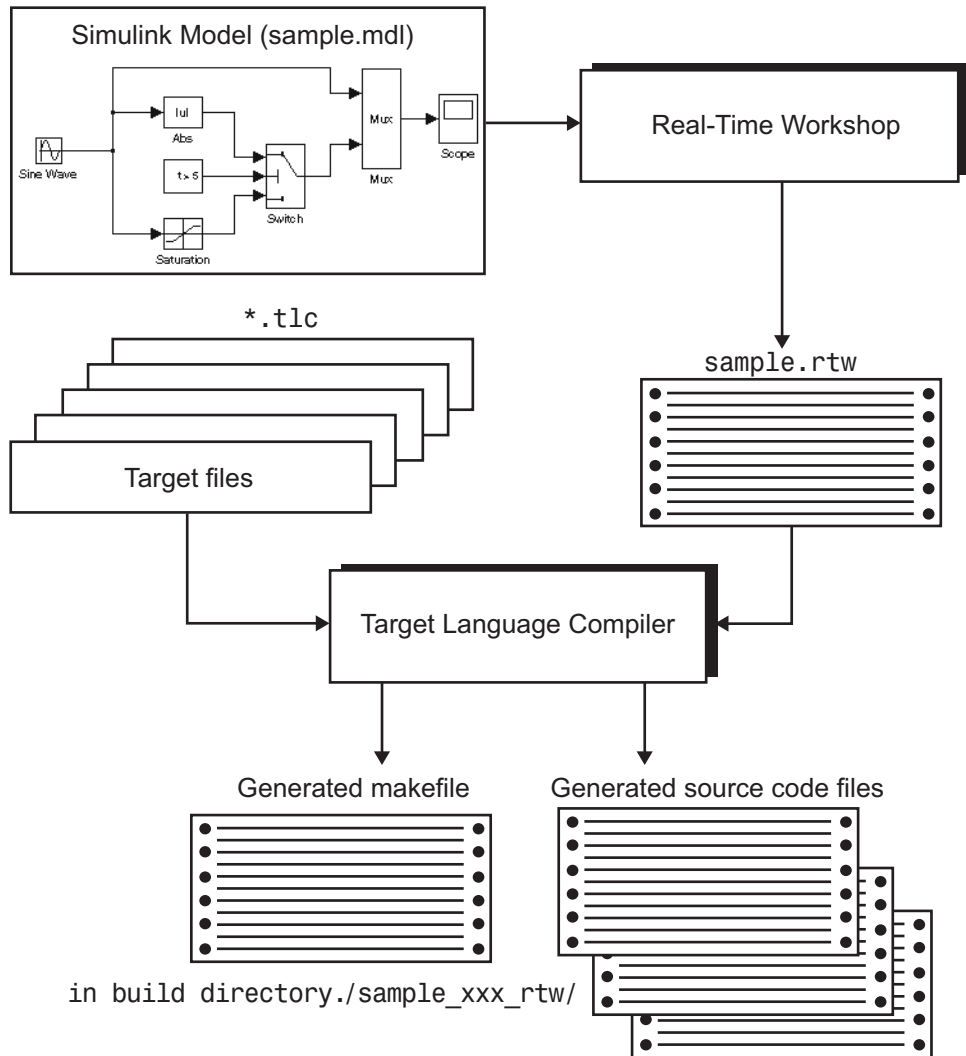 Simulink Model (sample.mdl)
|u|
Abs
Sine Wave
t > 5
Switch
Saturation
Mux
Mux
Scope
Real-Time Workshop
*.tlc
Target files
sample.rtw
Target Language Compiler
Generated makefile
Generated source code files
in build directory./sample_xxx_rtw/